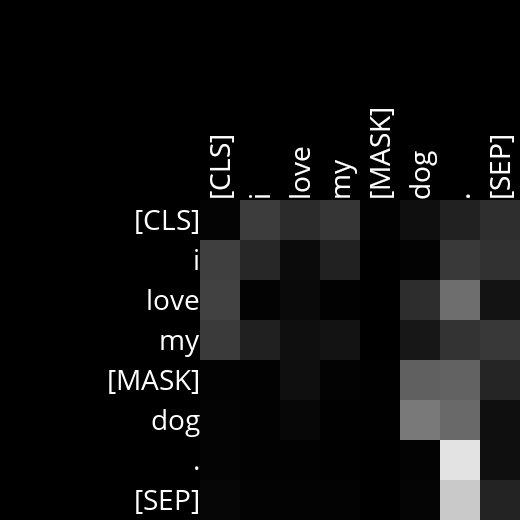 [CLS] i love my [MASK] dog . [SEP]
[CLS]
i
love
my
[MASK]
dog
.
[SEP]